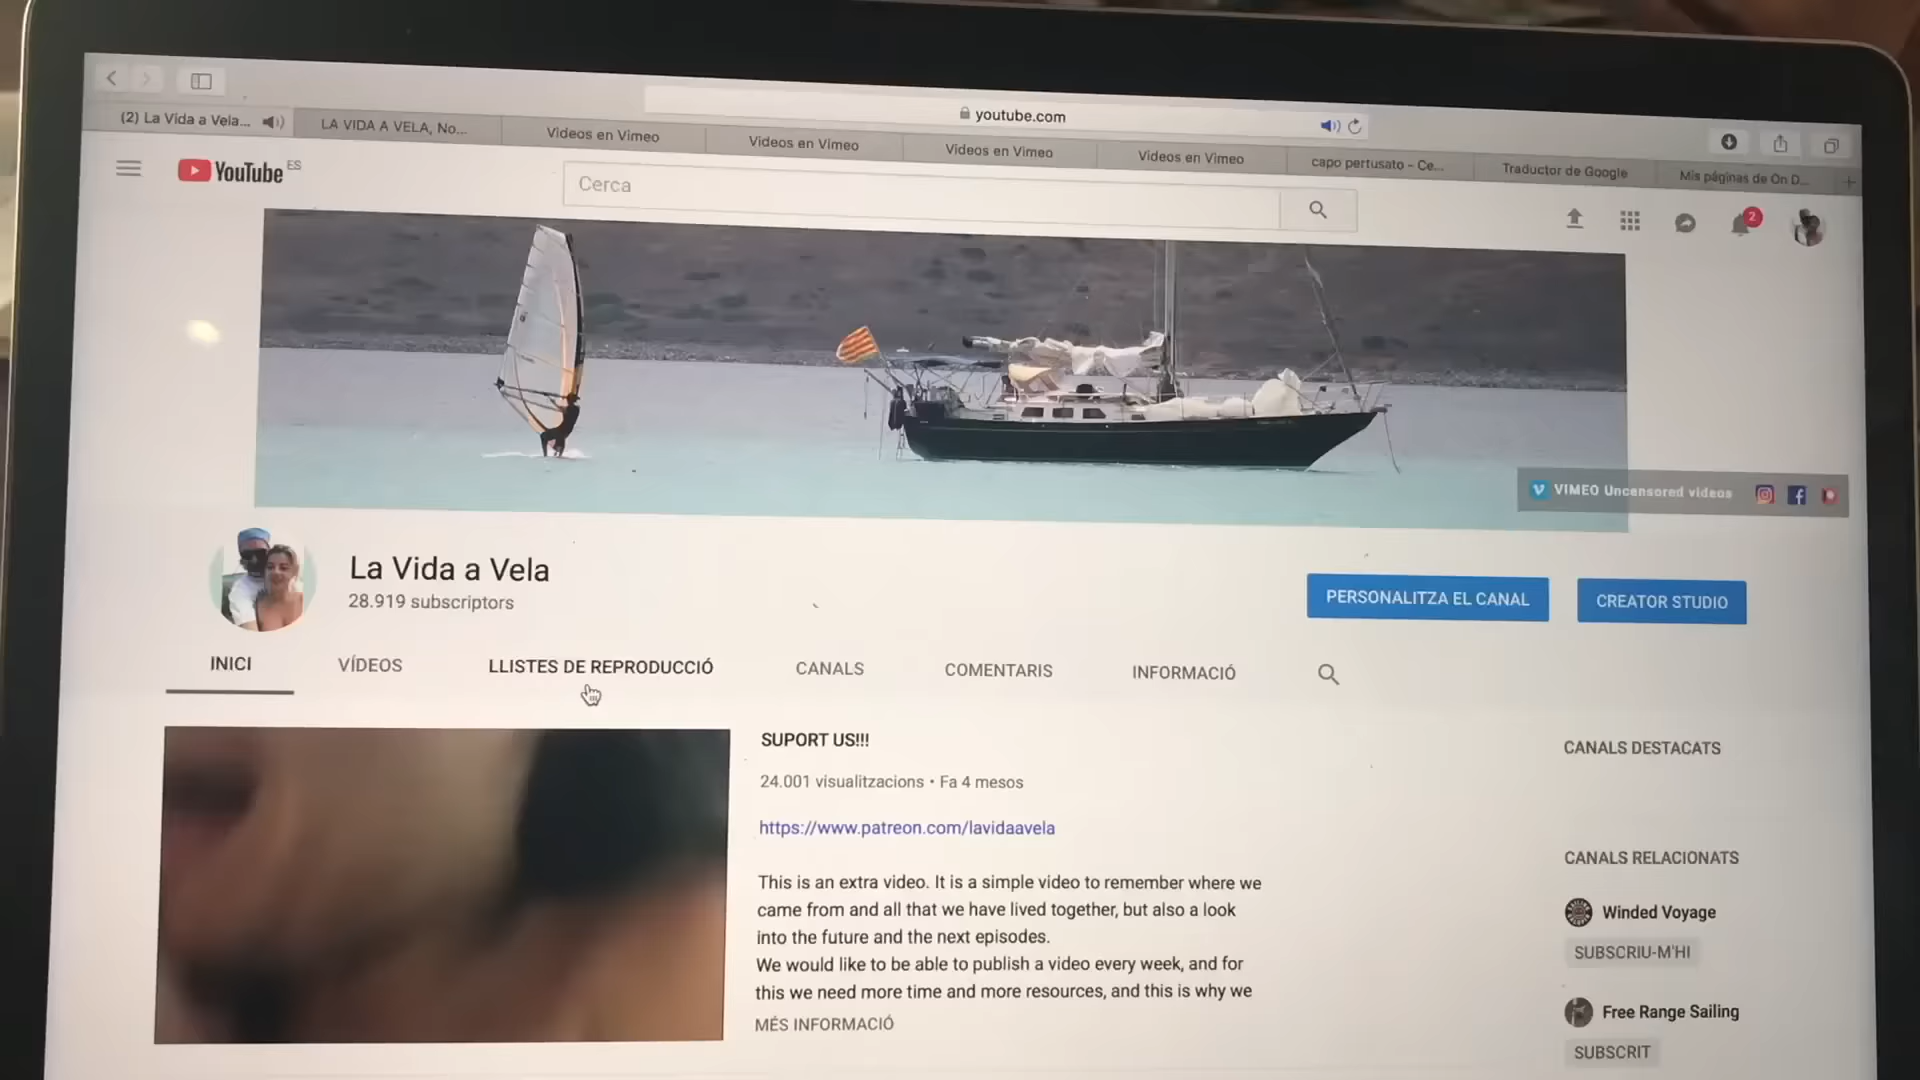 youtube.com
(2) La Vida a Vela...
LA VIDA A VELA, No...
Videos en Vimeo
Videos en Vimeo
Videos en Vimeo
Videos en Vimeo
capo pertusato - Ce...
Traductor de Google
Mis páginas de On D...
YouTube ES
Cerca
2
VIMEO Uncensored videos
La Vida a Vela
28.919 subscriptors
PERSONALITZA EL CANAL
CREATOR STUDIO
INICI
VÍDEOS
LLISTES DE REPRODUCCIÓ
CANALS
COMENTARIS
INFORMACIÓ
SUPORT US!!!
24.001 visualitzacions • Fa 4 mesos
https://www.patreon.com/lavidaavela
This is an extra video. It is a simple video to remember where we
came from and all that we have lived together, but also a look
into the future and the next episodes.
We would like to be able to publish a video every week, and for
this we need more time and more resources, and this is why we
MÉS INFORMACIÓ
CANALS DESTACATS
CANALS RELACIONATS
Winded Voyage
SUBSCRIU-M'HI
Free Range Sailing
SUBSCRIT